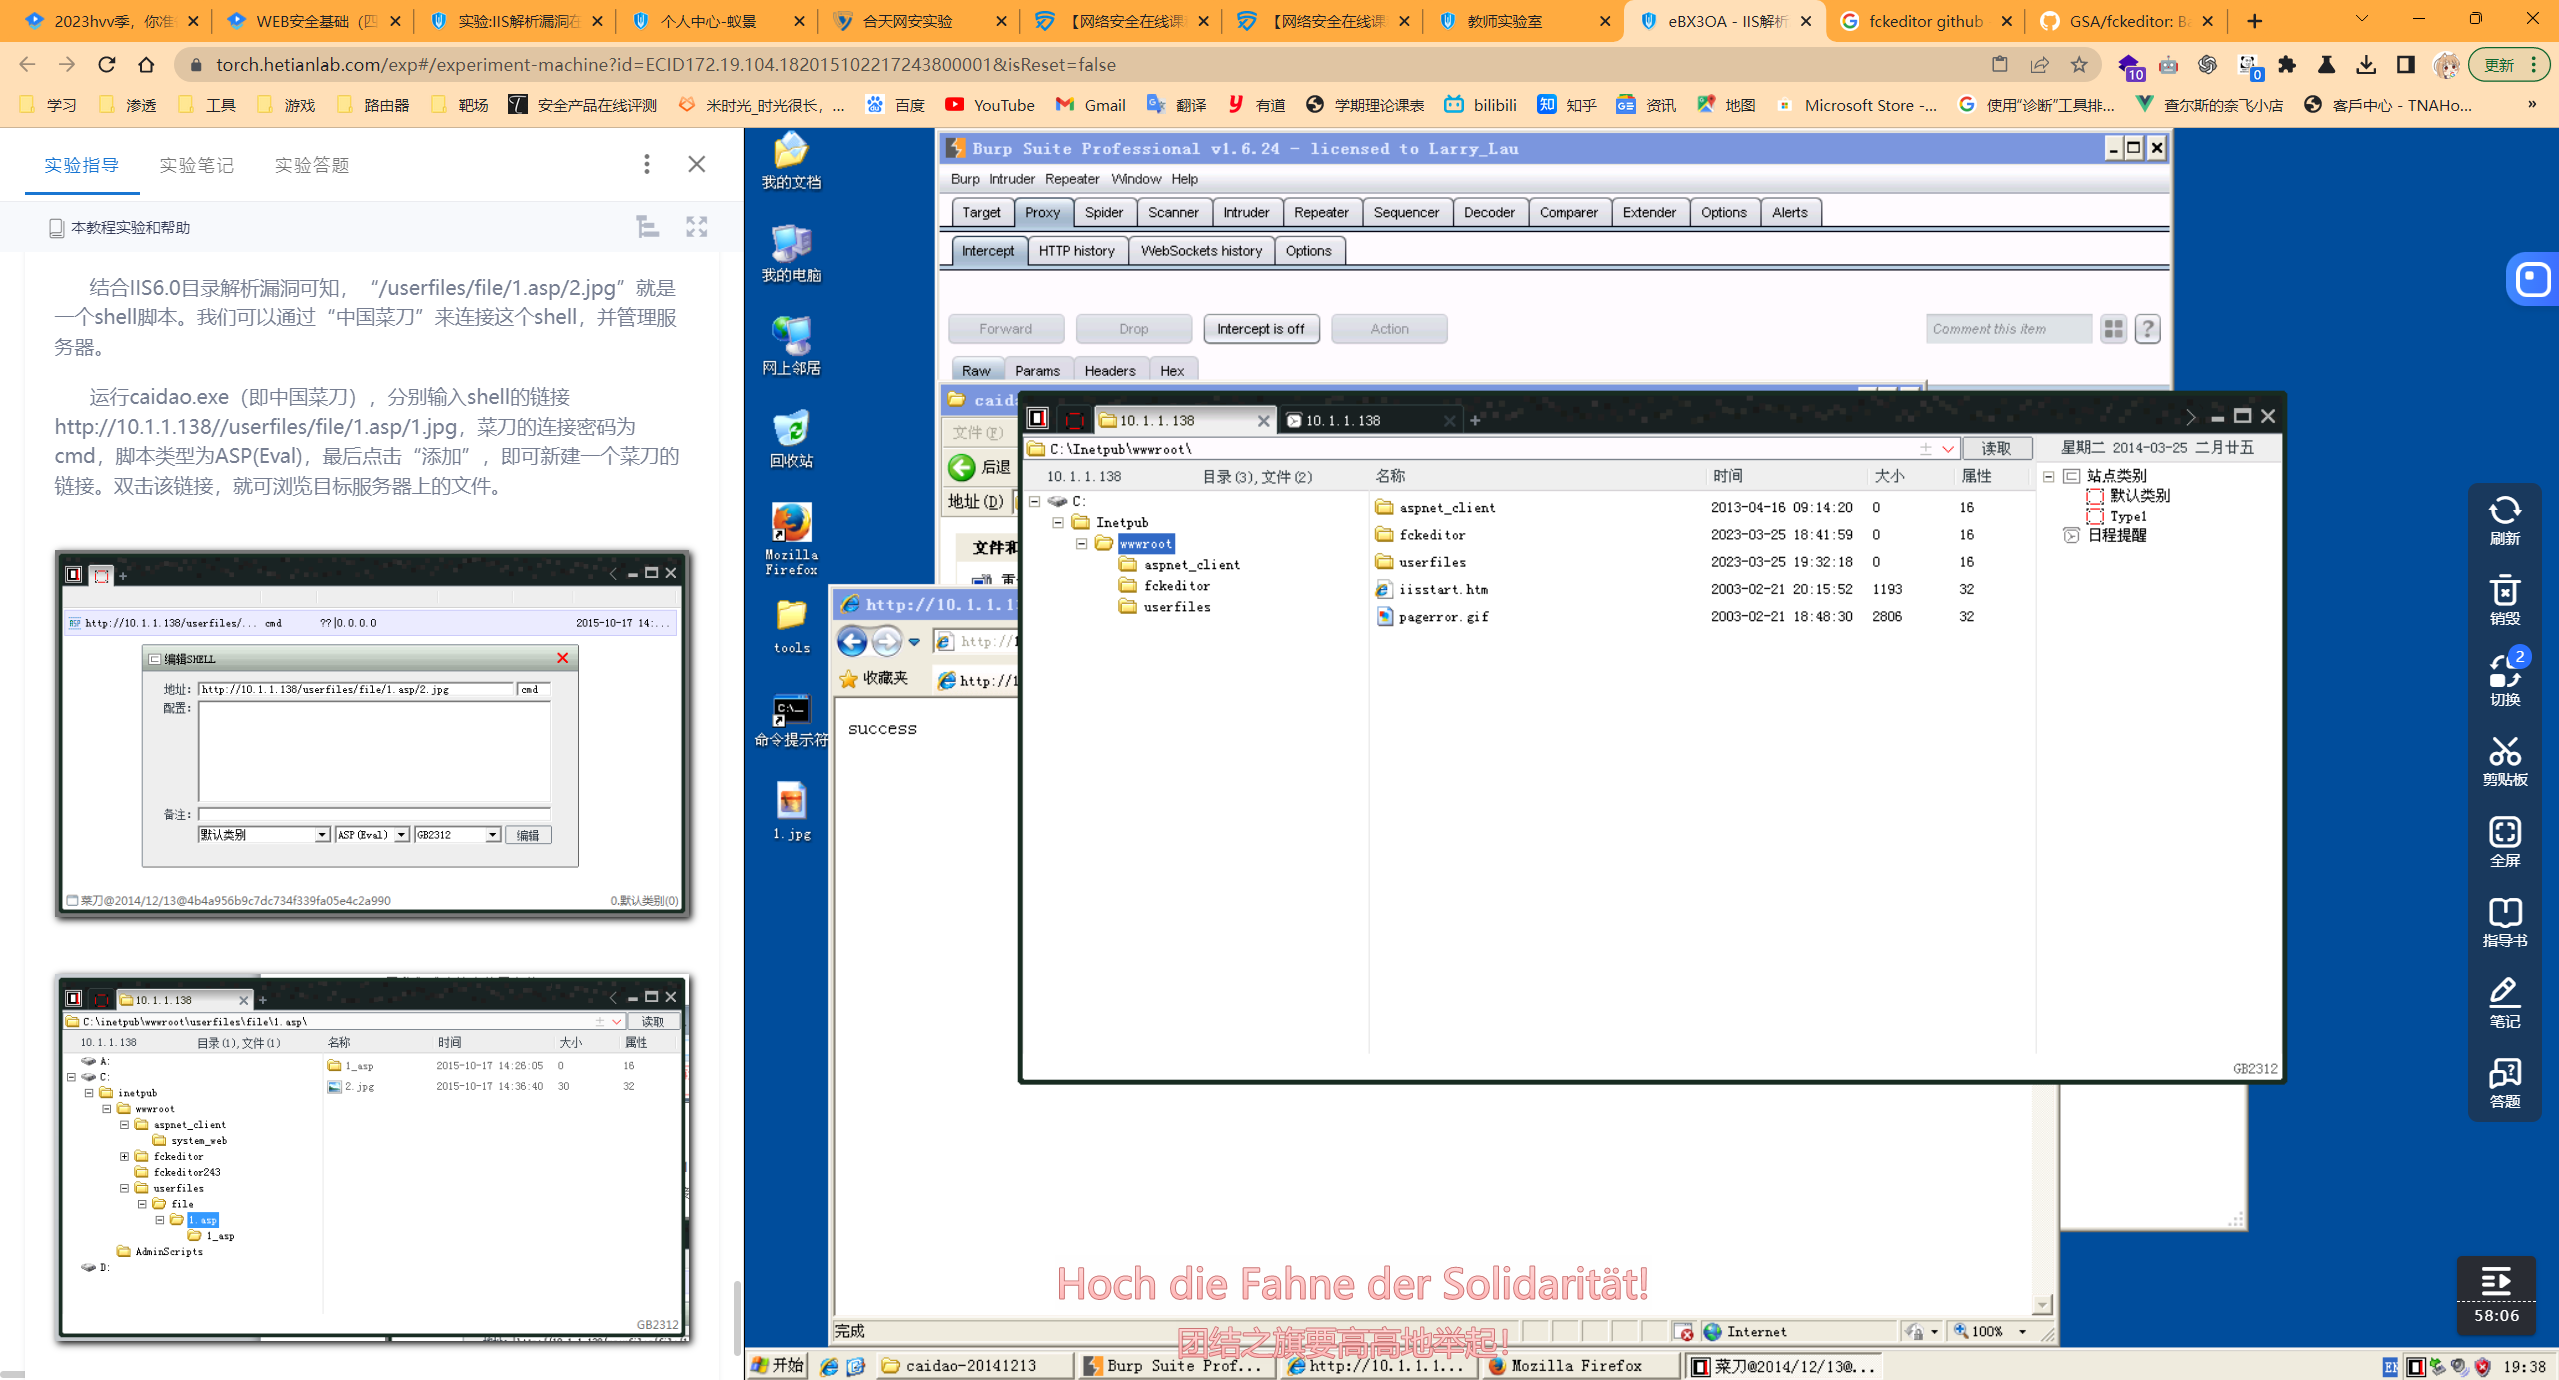 2023hvv季，你准
WEB安全基础（四
实验:IIS解析漏洞在
个人中心-蚁景
合天网安实验
【网络安全在线课
【网络安全在线课
教师实验室
eBX3OA - IIS解析
fckeditor github
GSA/fckeditor: Ba
torch.hetianlab.com/exp#/experiment-machine?id=ECID172.19.104.182015102217243800001&isReset=false
10
0
更新
学习
渗透
工具
游戏
路由器
靶场
安全产品在线评测
米时光_时光很长，...
百度
YouTube
Gmail
翻译
有道
学期理论课表
bilibili
知乎
资讯
地图
Microsoft Store -...
使用“诊断”工具排...
查尔斯的奈飞小店
客戶中心 - TNAHo...
»
实验指导
实验笔记
实验答题
本教程实验和帮助
结合IIS6.0目录解析漏洞可知，“/userfiles/file/1.asp/2.jpg”就是
一个shell脚本。我们可以通过“中国菜刀”来连接这个shell，并管理服
务器。
运行caidao.exe（即中国菜刀），分别输入shell的链接
http://10.1.1.138//userfiles/file/1.asp/1.jpg，菜刀的连接密码为
cmd，脚本类型为ASP(Eval)，最后点击“添加”，即可新建一个菜刀的
链接。双击该链接，就可浏览目标服务器上的文件。
http://10.1.1.138/userfiles/... cmd ??|0.0.0.0 2015-10-17 14:...
编辑SHELL
地址: http://10.1.1.138/userfiles/file/1.asp/2.jpg cmd
配置:
备注:
默认类别 ASP(Eval) GB2312 编辑
菜刀@2014/12/13@4b4a956b9c7dc734f339fa05e4c2a990 0.默认类别(0)
10.1.1.138
C:\inetpub\wwwroot\userfiles\file\1.asp\ 读取
10.1.1.138 目录(1),文件(1) 名称 时间 大小 属性
A:
C:
inetpub
wwwroot
aspnet_client
system_web
fckeditor
fckeditor243
userfiles
file
1.asp
1_asp
AdminScripts
D:
1_asp 2015-10-17 14:26:05 0 16
2.jpg 2015-10-17 14:36:40 30 32
GB2312
我的文档
我的电脑
网上邻居
回收站
Mozilla
Firefox
tools
命令提示符
1.jpg
Burp Suite Professional v1.6.24 - licensed to Larry_Lau
Burp Intruder Repeater Window Help
Target Proxy Spider Scanner Intruder Repeater Sequencer Decoder Comparer Extender Options Alerts
Intercept HTTP history WebSockets history Options
Forward Drop Intercept is off Action Comment this item ?
Raw Params Headers Hex
caida
文件(F)
后退
地址(D)
文件和
http://10.1.1.1
http://1
收藏夹
http://1
success
10.1.1.138
10.1.1.138
C:\Inetpub\wwwroot\ 读取
星期二 2014-03-25 二月廿五
10.1.1.138 目录(3),文件(2) 名称 时间 大小 属性
C:
Inetpub
wwwroot
aspnet_client
fckeditor
userfiles
aspnet_client 2013-04-16 09:14:20 0 16
fckeditor 2023-03-25 18:41:59 0 16
userfiles 2023-03-25 19:32:18 0 16
iisstart.htm 2003-02-21 20:15:52 1193 32
pagerror.gif 2003-02-21 18:48:30 2806 32
站点类别
默认类别
Type1
日程提醒
GB2312
刷新
销毁
2
切换
剪贴板
全屏
指导书
笔记
答题
58:06
Hoch die Fahne der Solidarität!
团结之旗要高高地举起！
完成
Internet
100%
开始
caidao-20141213
Burp Suite Prof...
http://10.1.1.1...
Mozilla Firefox
菜刀@2014/12/13@...
EN
19:38